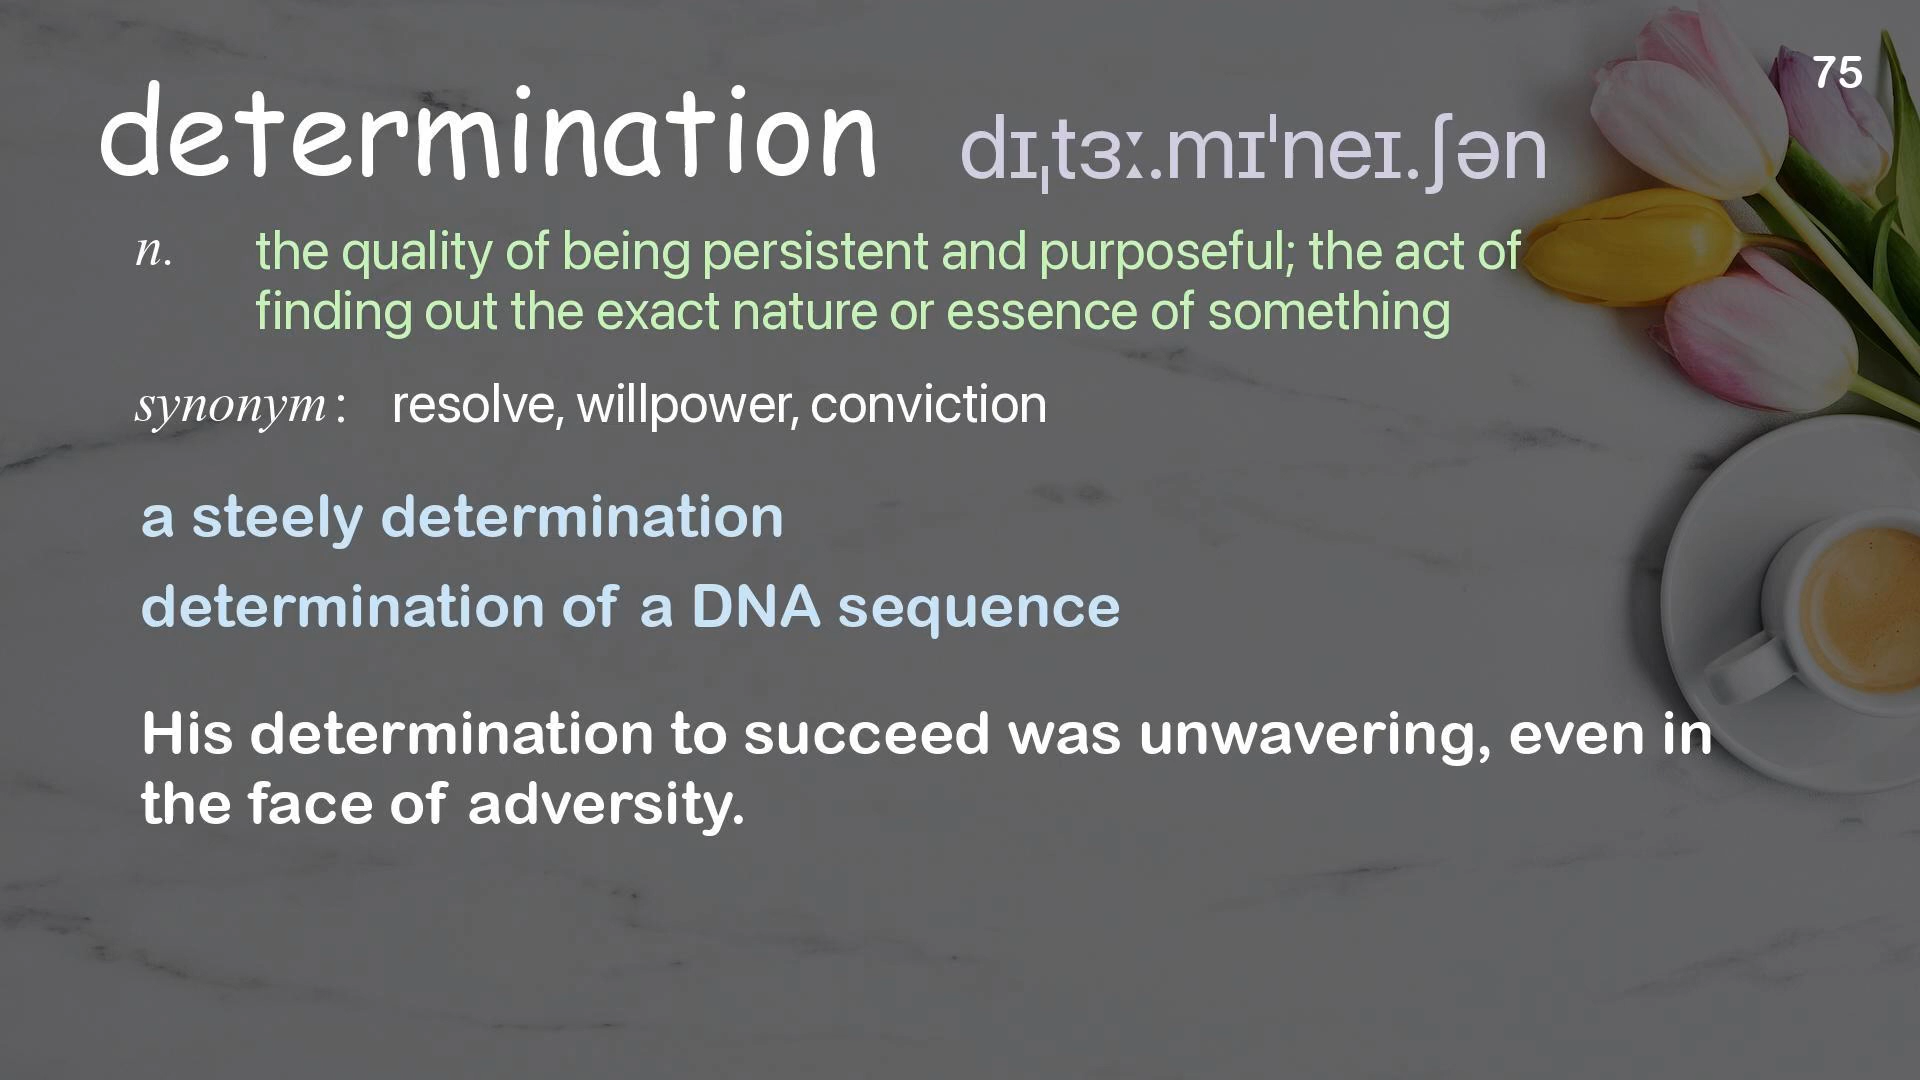 75
determination dɪˌtɜː.mɪˈneɪ.ʃən
n. the quality of being persistent and purposeful; the act of
finding out the exact nature or essence of something
synonym: resolve, willpower, conviction
a steely determination
determination of a DNA sequence
His determination to succeed was unwavering, even in
the face of adversity.